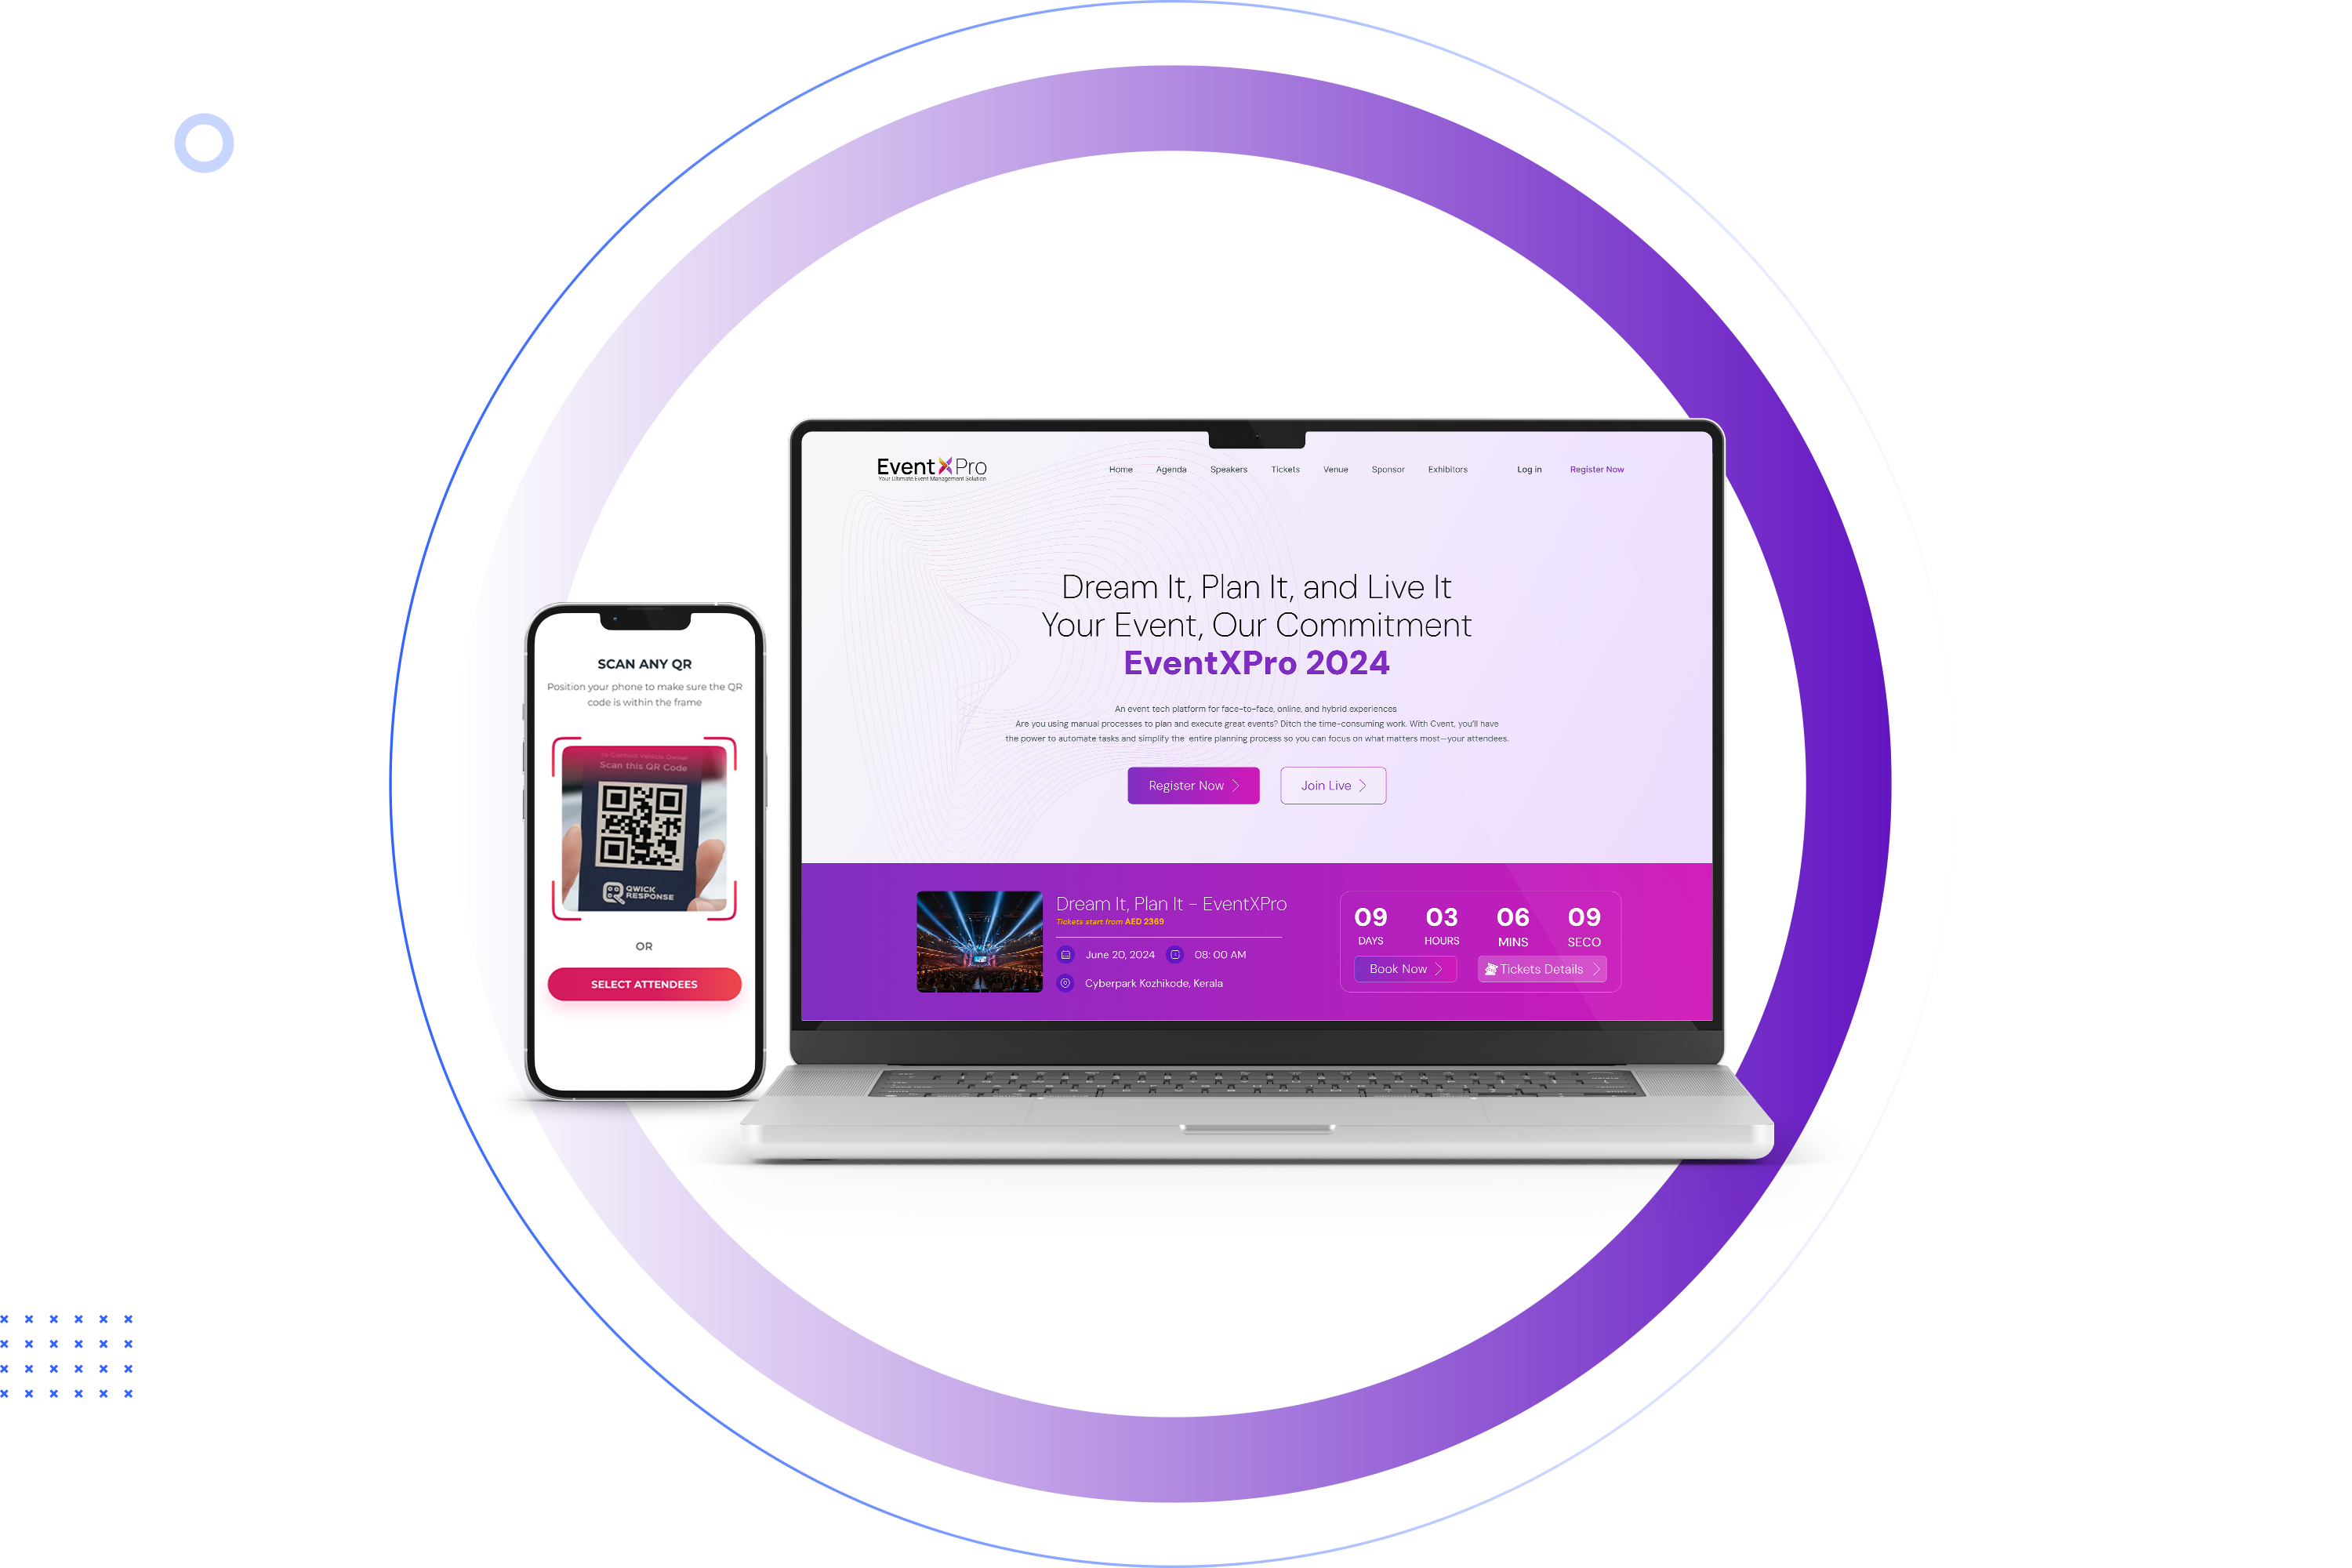 SCAN ANY QR
Position your phone to make sure the QR
code is within the frame
To Contact Vehicle Owner
Scan this QR Code
QWICK
RESPONSE
OR
SELECT ATTENDEES
EventXPro
Your Ultimate Event Management Solution
Home Agenda Speakers Tickets Venue Sponsor Exhibitors Log in Register Now
Dream It, Plan It, and Live It
Your Event, Our Commitment
EventXPro 2024
An event tech platform for face-to-face, online, and hybrid experiences
Are you using manual processes to plan and execute great events? Ditch the time-consuming work. With Cvent, you'll have
the power to automate tasks and simplify the entire planning process so you can focus on what matters most—your attendees.
Register Now Join Live
Dream It, Plan It - EventXPro
Tickets start from AED 2369
June 20, 2024 08: 00 AM
Cyberpark Kozhikode, Kerala
09 03 06 09
DAYS HOURS MINS SECO
Book Now Tickets Details